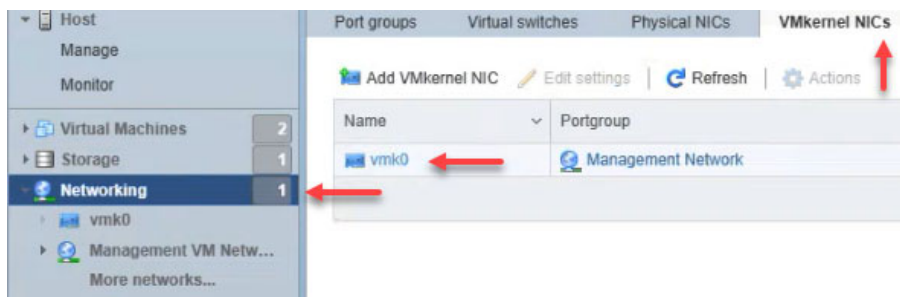 Host
Manage
Monitor
Virtual Machines 2
Storage 1
Networking 1
vmk0
Management VM Netw...
More networks...
Port groups Virtual switches Physical NICs VMkernel NICs
Add VMkernel NIC Edit settings Refresh Actions
Name Portgroup
vmk0 Management Network